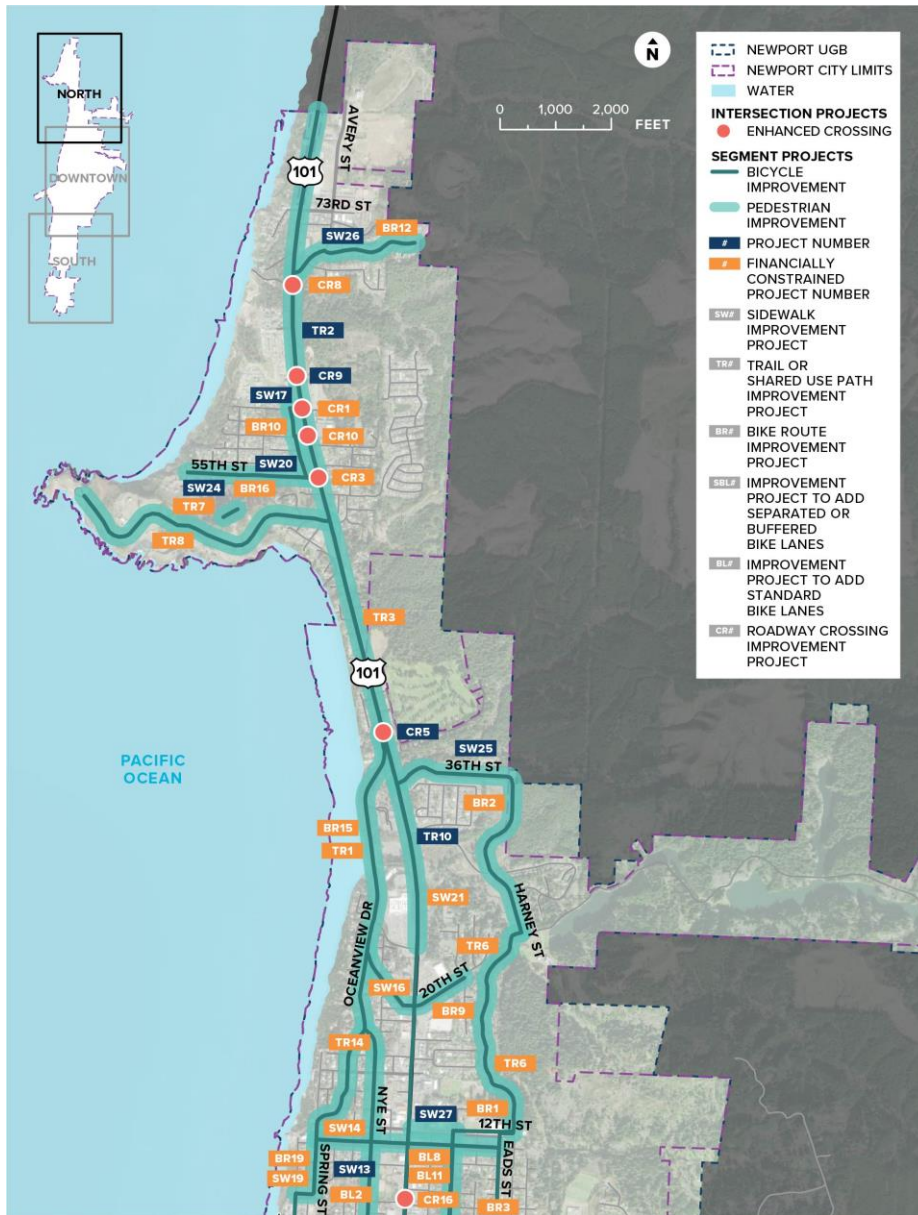 NORTH
DOWNTOWN
SOUTH
N
0 1,000 2,000
FEET
NEWPORT UGB
NEWPORT CITY LIMITS
WATER
INTERSECTION PROJECTS
ENHANCED CROSSING
SEGMENT PROJECTS
BICYCLE
IMPROVEMENT
PEDESTRIAN
IMPROVEMENT
# PROJECT NUMBER
# FINANCIALLY
CONSTRAINED
PROJECT NUMBER
SW# SIDEWALK
IMPROVEMENT
PROJECT
TR# TRAIL OR
SHARED USE PATH
IMPROVEMENT
PROJECT
BR# BIKE ROUTE
IMPROVEMENT
PROJECT
SBL# IMPROVEMENT
PROJECT TO ADD
SEPARATED OR
BUFFERED
BIKE LANES
BL# IMPROVEMENT
PROJECT TO ADD
STANDARD
BIKE LANES
CR# ROADWAY CROSSING
IMPROVEMENT
PROJECT
AVERY ST
101
73RD ST
BR12
SW26
CR8
TR2
CR9
SW17
CR1
BR10
CR10
SW20
55TH ST
CR3
SW24
BR16
TR7
TR8
TR3
101
CR5
SW25
36TH ST
PACIFIC
OCEAN
BR2
BR15
TR10
TR1
SW21
HARNEY ST
OCEANVIEW DR
TR6
SW16
20TH ST
BR9
TR14
TR6
NYE ST
BR1
SW27
12TH ST
SW14
BR19
BL8
SW13
SW19
BL11
SPRING ST
EADS ST
BL2
CR16
BR3